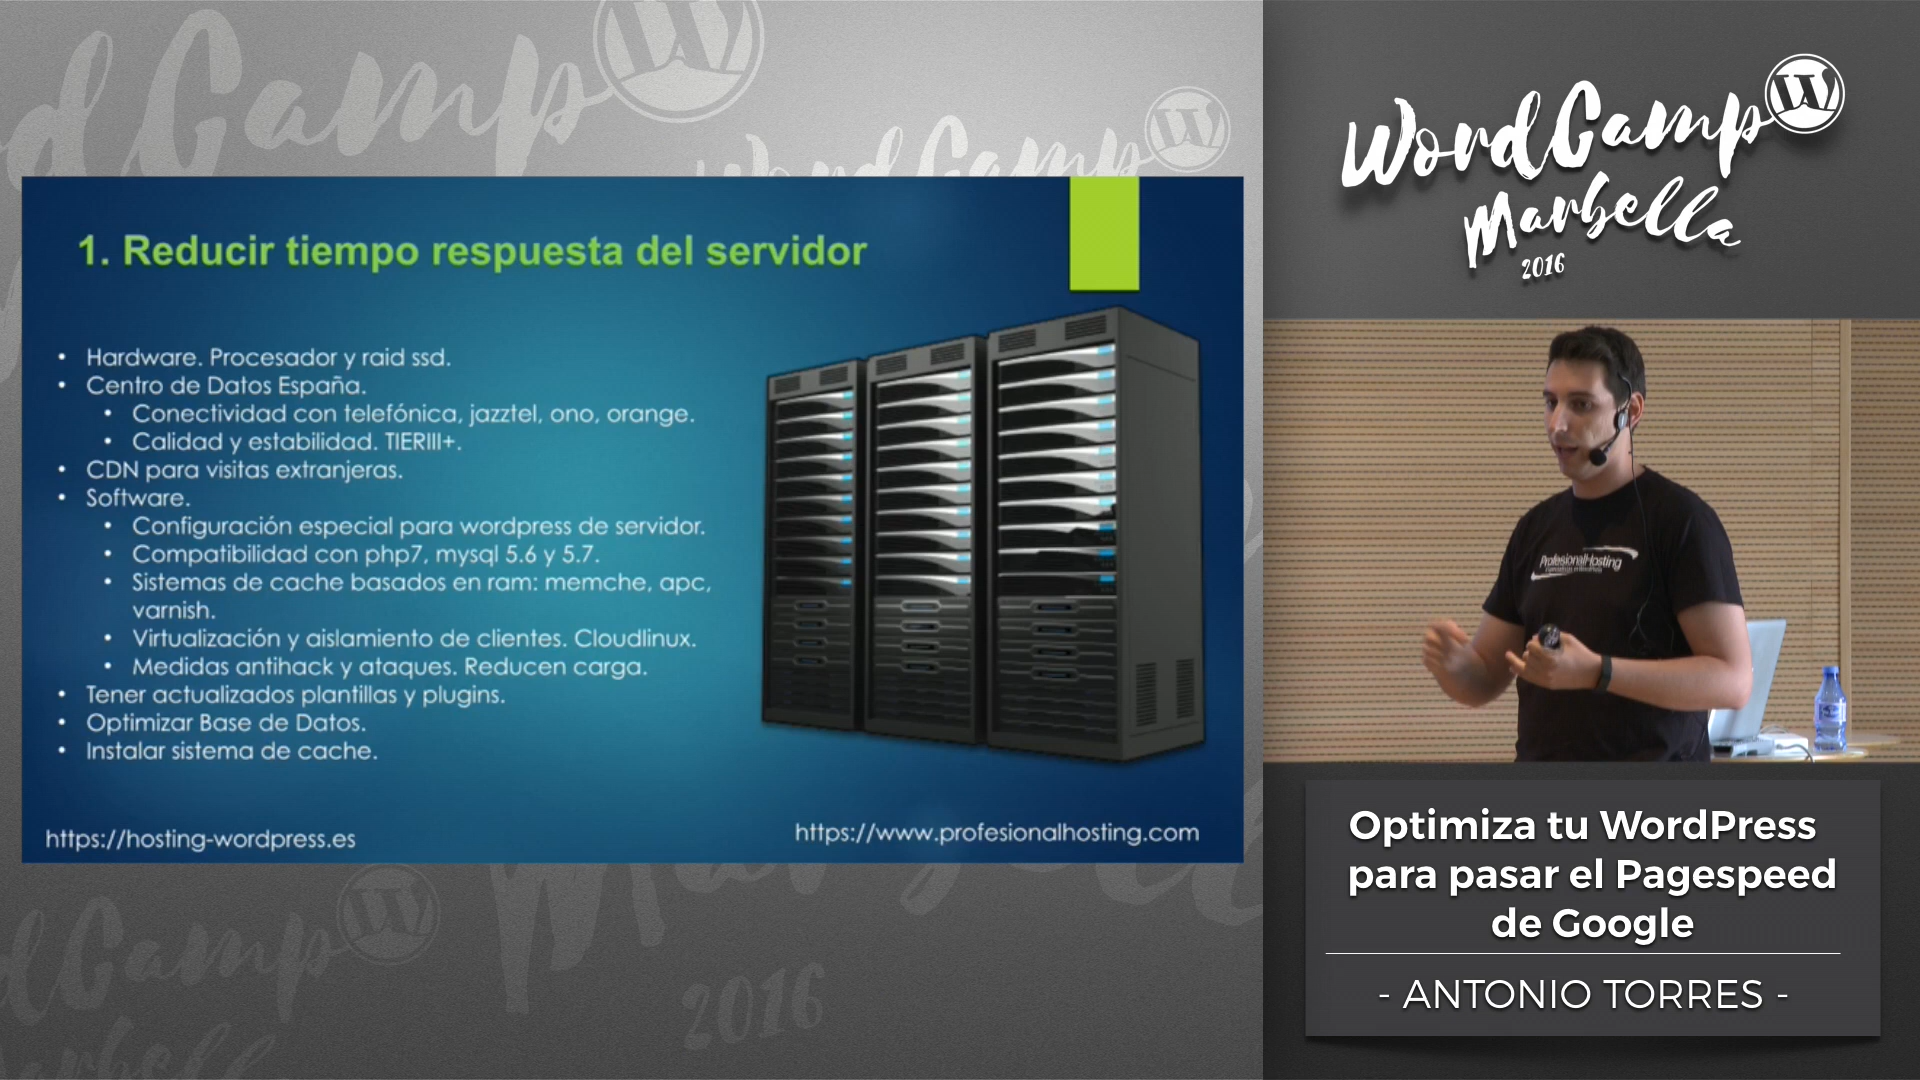 WordCamp
Marbella
2016
1. Reducir tiempo respuesta del servidor
• Hardware. Procesador y raid ssd.
• Centro de Datos España.
• Conectividad con telefónica, jazztel, ono, orange.
• Calidad y estabilidad. TIERIII+.
• CDN para visitas extranjeras.
• Software.
• Configuración especial para wordpress de servidor.
• Compatibilidad con php7, mysql 5.6 y 5.7.
• Sistemas de cache basados en ram: memche, apc,
varnish.
• Virtualización y aislamiento de clientes. Cloudlinux.
• Medidas antihack y ataques. Reducen carga.
• Tener actualizados plantillas y plugins.
• Optimizar Base de Datos.
• Instalar sistema de cache.
https://hosting-wordpress.es
https://www.profesionalhosting.com
ProfesionalHosting
Optimiza tu WordPress
para pasar el Pagespeed
de Google
- ANTONIO TORRES -
dCamp
WordCamp
dCamp
2016